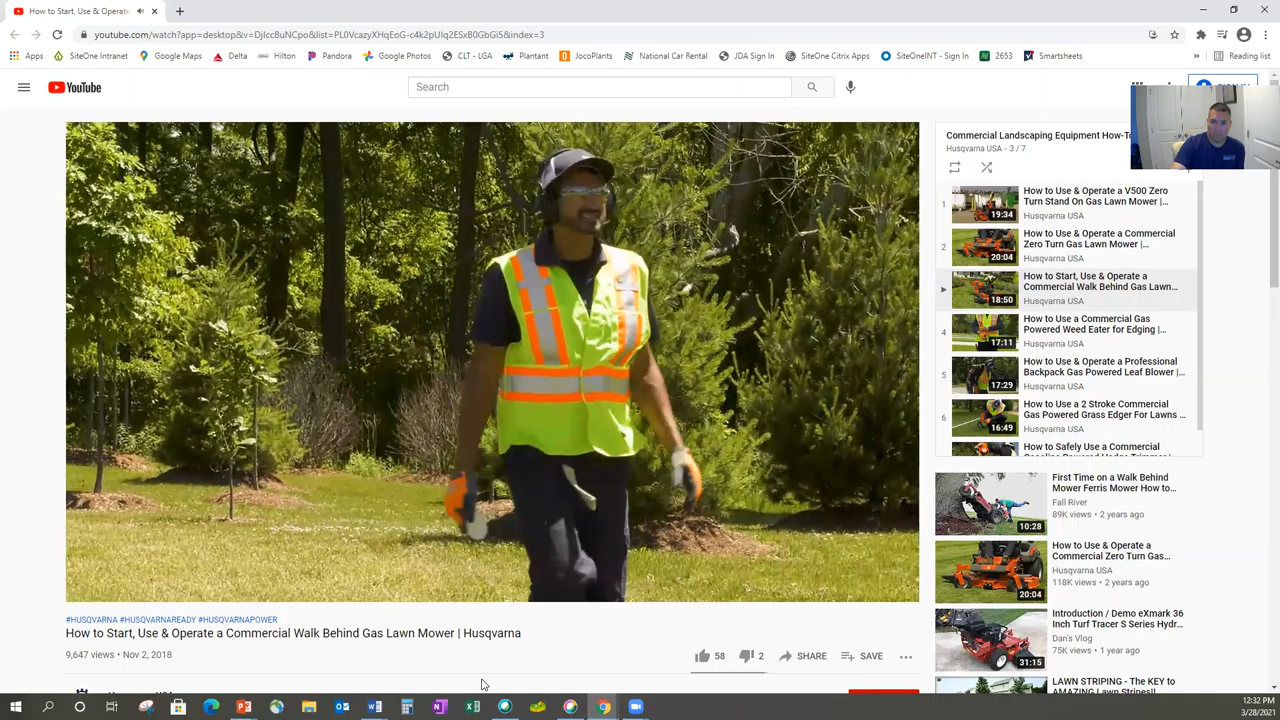 How to Start, Use & Operate
youtube.com/watch?app=desktop&v=DjIccBuNCpo&list=PL0VcazyXHqEoG-c4k2pUIq2ESxB0GbGi5&index=3
Apps SiteOne Intranet Google Maps Delta Hilton Pandora Google Photos CLT - LGA Plantant JocoPlants National Car Rental JDA Sign In SiteOne Citrix Apps SiteOneINT - Sign In 2653 Smartsheets » Reading list
YouTube
Search
Commercial Landscaping Equipment How-To
Husqvarna USA - 3 / 7
1
How to Use & Operate a V500 Zero
Turn Stand On Gas Lawn Mower |...
Husqvarna USA
19:34
2
How to Use & Operate a Commercial
Zero Turn Gas Lawn Mower |...
Husqvarna USA
20:04
How to Start, Use & Operate a
Commercial Walk Behind Gas Lawn...
Husqvarna USA
18:50
4
How to Use a Commercial Gas
Powered Weed Eater for Edging |...
Husqvarna USA
17:11
5
How to Use & Operate a Professional
Backpack Gas Powered Leaf Blower |...
Husqvarna USA
17:29
6
How to Use a 2 Stroke Commercial
Gas Powered Grass Edger For Lawns ...
Husqvarna USA
16:49
How to Safely Use a Commercial
First Time on a Walk Behind
Mower Ferris Mower How to...
Fall River
89K views • 2 years ago
10:28
How to Use & Operate a
Commercial Zero Turn Gas...
Husqvarna USA
118K views • 2 years ago
20:04
Introduction / Demo eXmark 36
Inch Turf Tracer S Series Hydr...
Dan's Vlog
75K views • 1 year ago
31:15
LAWN STRIPING - The KEY to
AMAZING Lawn Stripes!!
#HUSQVARNA #HUSQVARNAREADY #HUSQVARNAPOWER
How to Start, Use & Operate a Commercial Walk Behind Gas Lawn Mower | Husqvarna
9,647 views • Nov 2, 2018
58 2 SHARE SAVE
12:32 PM
3/28/2021